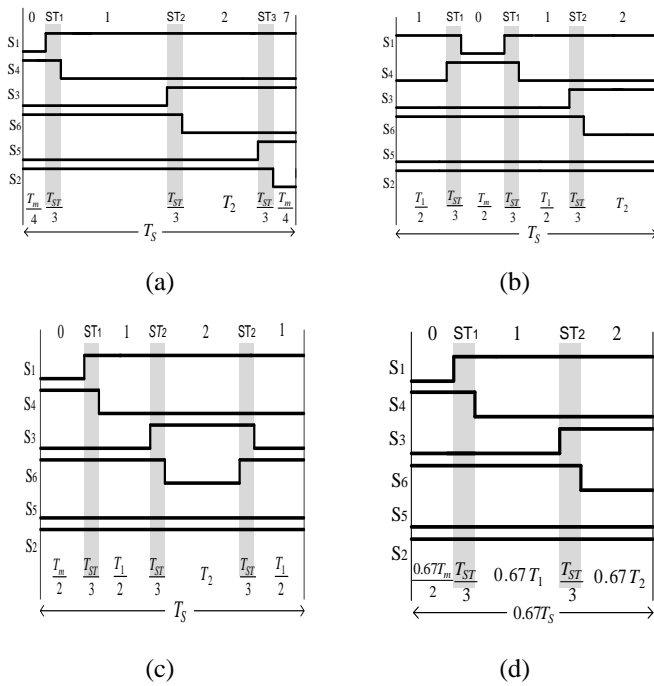 0 ST1 1 ST2 2 ST3 7
S1
S4
S3
S6
S5
S2
Tm/4 TST/3 TST/3 T2 TST/3 Tm/4
TS
(a)
1 ST1 0 ST1 1 ST2 2
S1
S4
S3
S6
S5
S2
T1/2 TST/3 Tm/2 TST/3 T1/2 TST/3 T2
TS
(b)
0 ST1 1 ST2 2 ST2 1
S1
S4
S3
S6
S5
S2
Tm/2 TST/3 T1/2 TST/3 T2 TST/3 T1/2
TS
(c)
0 ST1 1 ST2 2
S1
S4
S3
S6
S5
S2
0.67Tm/2 TST/3 0.67T1 TST/3 0.67T2
0.67TS
(d)